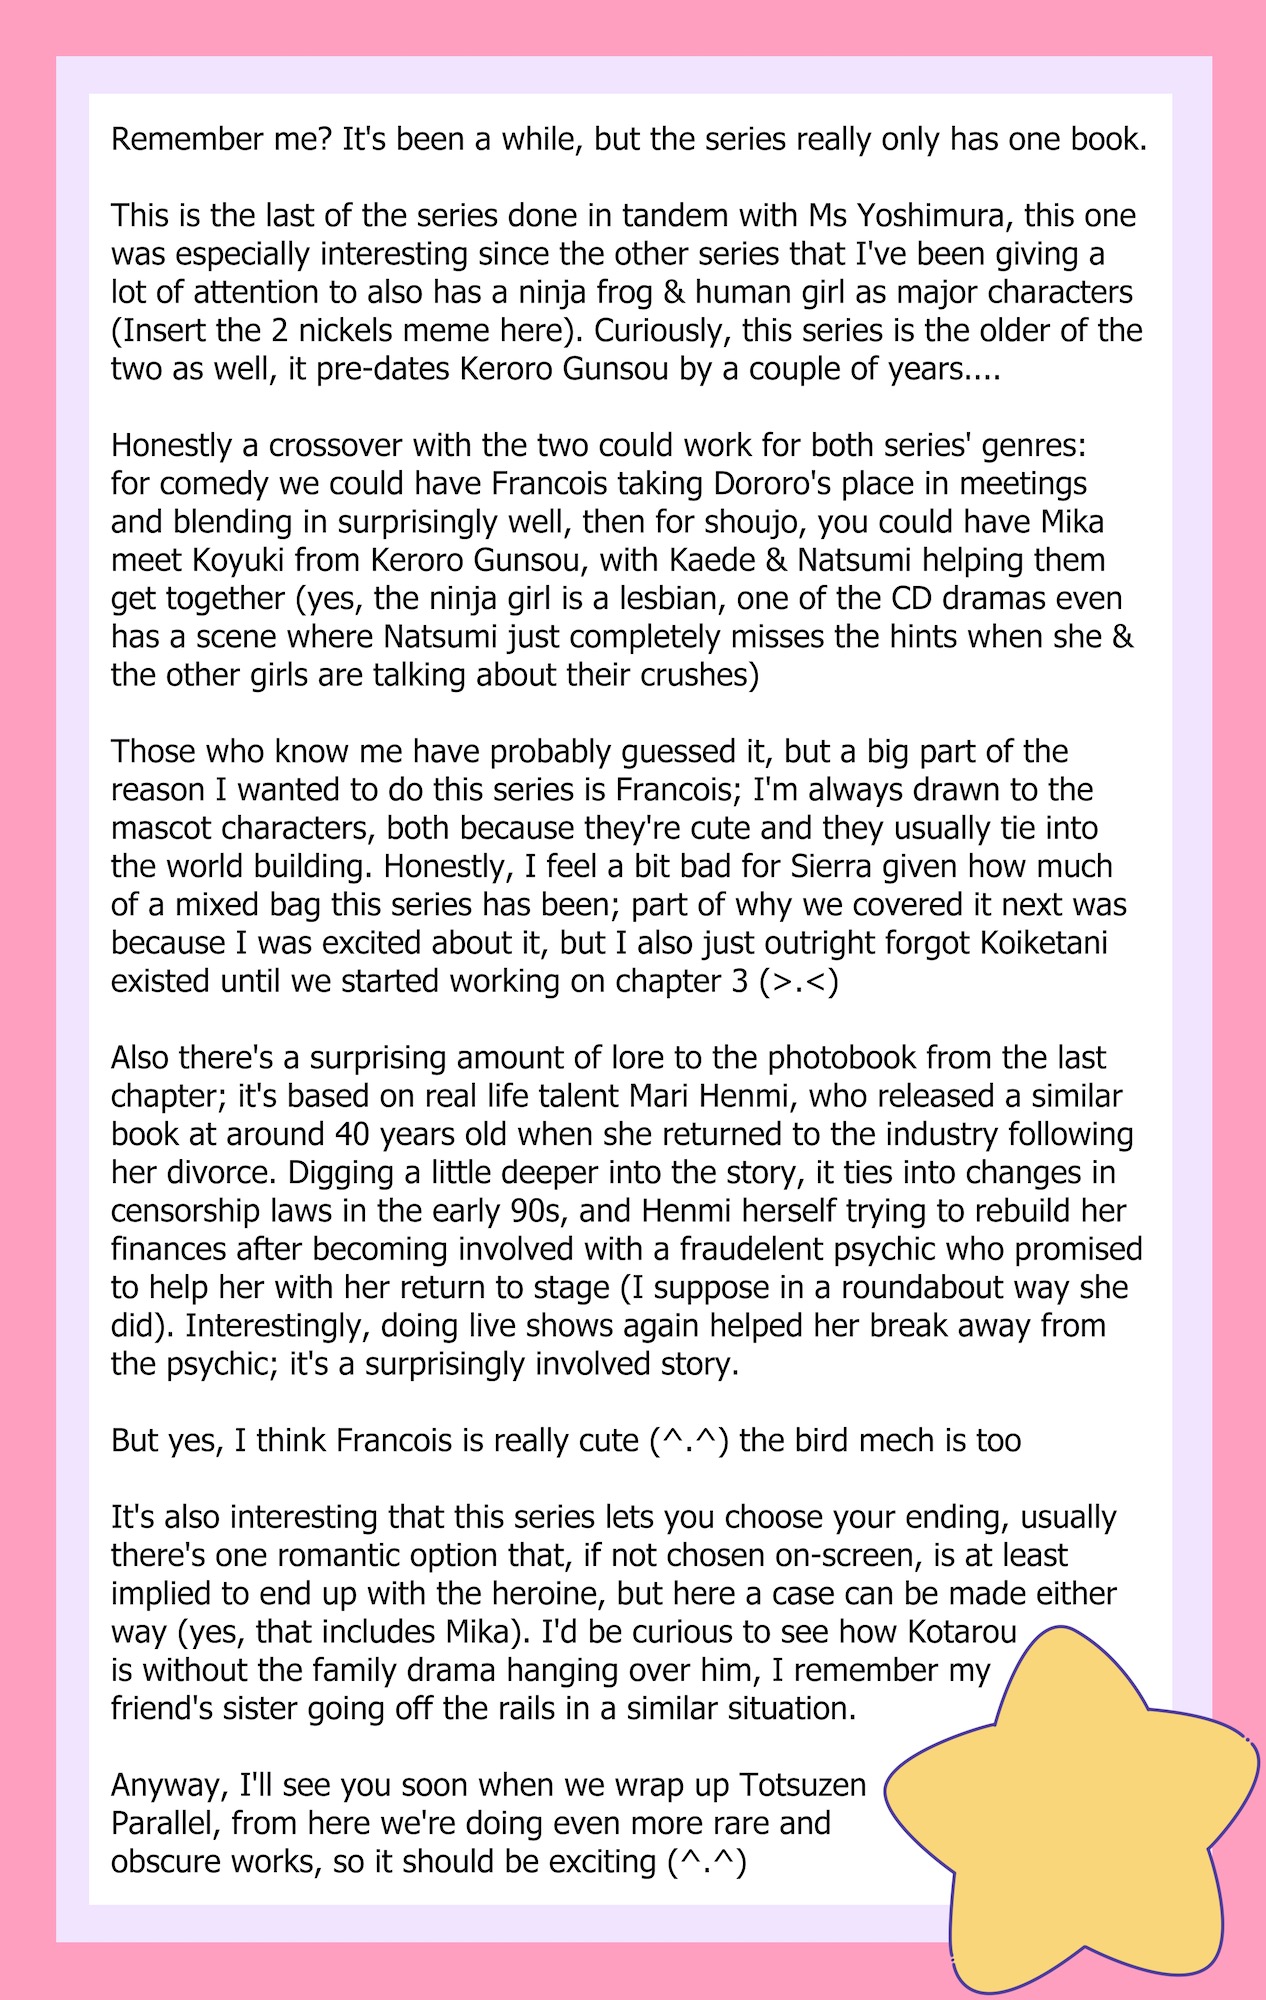 Remember me? It's been a while, but the series really only has one book.
This is the last of the series done in tandem with Ms Yoshimura, this one
was especially interesting since the other series that I've been giving a
lot of attention to also has a ninja frog & human girl as major characters
(Insert the 2 nickels meme here). Curiously, this series is the older of the
two as well, it pre-dates Keroro Gunsou by a couple of years....
Honestly a crossover with the two could work for both series' genres:
for comedy we could have Francois taking Dororo's place in meetings
and blending in surprisingly well, then for shoujo, you could have Mika
meet Koyuki from Keroro Gunsou, with Kaede & Natsumi helping them
get together (yes, the ninja girl is a lesbian, one of the CD dramas even
has a scene where Natsumi just completely misses the hints when she &
the other girls are talking about their crushes)
Those who know me have probably guessed it, but a big part of the
reason I wanted to do this series is Francois; I'm always drawn to the
mascot characters, both because they're cute and they usually tie into
the world building. Honestly, I feel a bit bad for Sierra given how much
of a mixed bag this series has been; part of why we covered it next was
because I was excited about it, but I also just outright forgot Koiketani
existed until we started working on chapter 3 (>.<)
Also there's a surprising amount of lore to the photobook from the last
chapter; it's based on real life talent Mari Henmi, who released a similar
book at around 40 years old when she returned to the industry following
her divorce. Digging a little deeper into the story, it ties into changes in
censorship laws in the early 90s, and Henmi herself trying to rebuild her
finances after becoming involved with a fraudelent psychic who promised
to help her with her return to stage (I suppose in a roundabout way she
did). Interestingly, doing live shows again helped her break away from
the psychic; it's a surprisingly involved story.
But yes, I think Francois is really cute (^.^) the bird mech is too
It's also interesting that this series lets you choose your ending, usually
there's one romantic option that, if not chosen on-screen, is at least
implied to end up with the heroine, but here a case can be made either
way (yes, that includes Mika). I'd be curious to see how Kotarou
is without the family drama hanging over him, I remember my
friend's sister going off the rails in a similar situation.
Anyway, I'll see you soon when we wrap up Totsuzen
Parallel, from here we're doing even more rare and
obscure works, so it should be exciting (^.^)